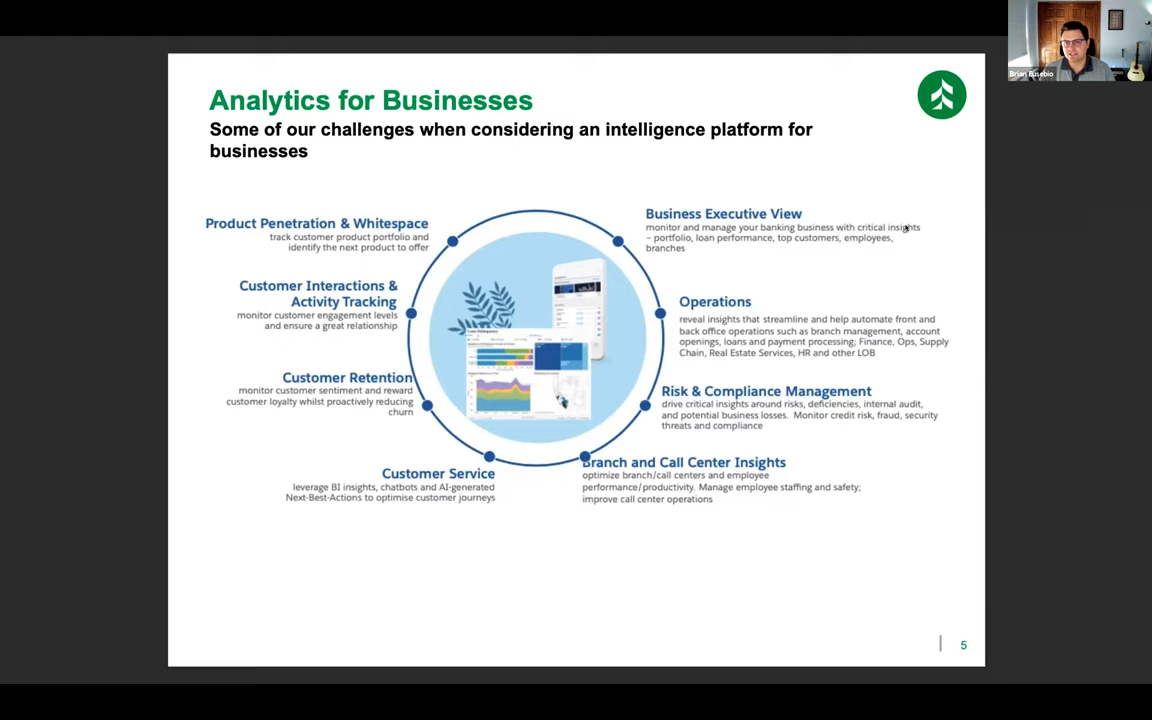 Brian Eusebio
Analytics for Businesses
Some of our challenges when considering an intelligence platform for
businesses
Product Penetration & Whitespace
track customer product portfolio and
identify the next product to offer
Customer Interactions &
Activity Tracking
monitor customer engagement levels
and ensure a great relationship
Customer Retention
monitor customer sentiment and reward
customer loyalty whilst proactively reducing
churn
Customer Service
leverage BI insights, chatbots and AI-generated
Next-Best-Actions to optimise customer journeys
Business Executive View
monitor and manage your banking business with critical insights
– portfolio, loan performance, top customers, employees,
branches
Operations
reveal insights that streamline and help automate front and
back office operations such as branch management, account
openings, loans and payment processing; Finance, Ops, Supply
Chain, Real Estate Services, HR and other LOB
Risk & Compliance Management
drive critical insights around risks, deficiencies, internal audit,
and potential business losses. Monitor credit risk, fraud, security
threats and compliance
Branch and Call Center Insights
optimize branch/call centers and employee
performance/productivity. Manage employee staffing and safety;
improve call center operations
5